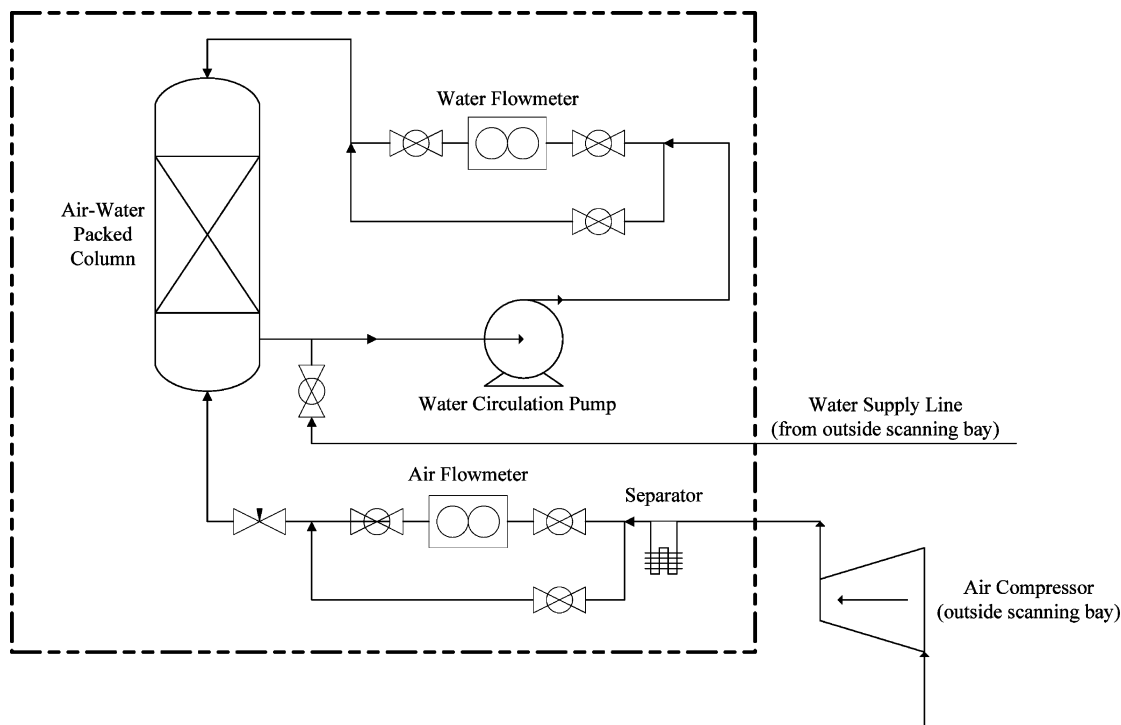 Water Flowmeter
Air-Water
Packed
Column
Water Circulation Pump
Water Supply Line
(from outside scanning bay)
Air Flowmeter
Separator
Air Compressor
(outside scanning bay)